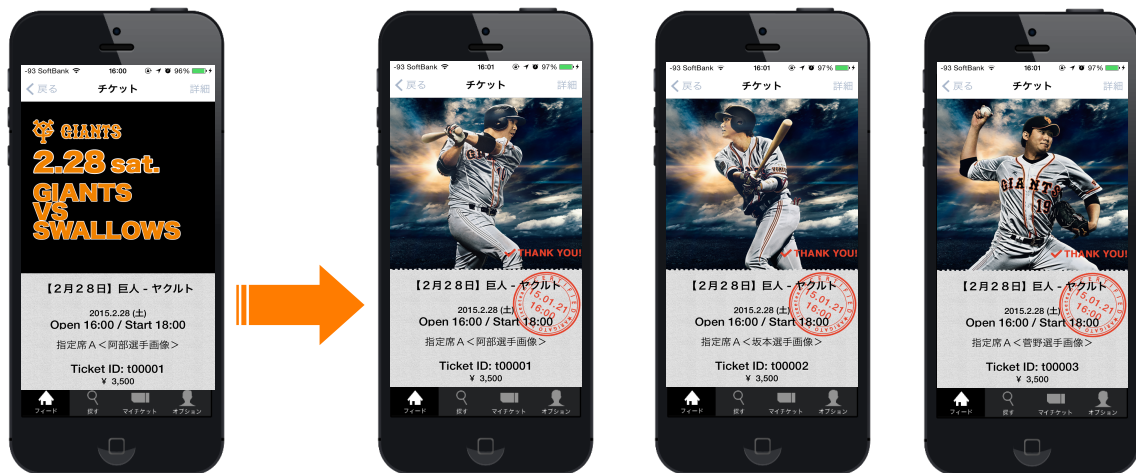 -93 SoftBank 16:00 96%
戻る チケット 詳細
GIANTS
2.28 sat.
GIANTS
VS
SWALLOWS
【２月２８日】巨人 - ヤクルト
2015.2.28 (土)
Open 16:00 / Start 18:00
指定席Ａ＜阿部選手画像＞
Ticket ID: t00001
¥ 3,500
フィード 探す マイチケット オプション
-93 SoftBank 16:01 97%
戻る チケット 詳細
GIANTS
10
THANK YOU!
【２月２８日】巨人 - ヤクルト
CERTIFIED
15.01.21
16:00
2015.2.28 (土)
Open 16:00 / Start 18:00
指定席Ａ＜阿部選手画像＞
Ticket ID: t00001
¥ 3,500
フィード 探す マイチケット オプション
-93 SoftBank 16:01 97%
戻る チケット 詳細
THANK YOU!
【２月２８日】巨人 - ヤクルト
CERTIFIED
15.01.21
16:00
2015.2.28 (土)
Open 16:00 / Start 18:00
指定席Ａ＜坂本選手画像＞
Ticket ID: t00002
¥ 3,500
フィード 探す マイチケット オプション
-93 SoftBank 16:01 97%
戻る チケット 詳細
GIANTS
19
THANK YOU!
【２月２８日】巨人 - ヤクルト
CERTIFIED
15.01.21
16:00
2015.2.28 (土)
Open 16:00 / Start 18:00
指定席Ａ＜菅野選手画像＞
Ticket ID: t00003
¥ 3,500
フィード 探す マイチケット オプション